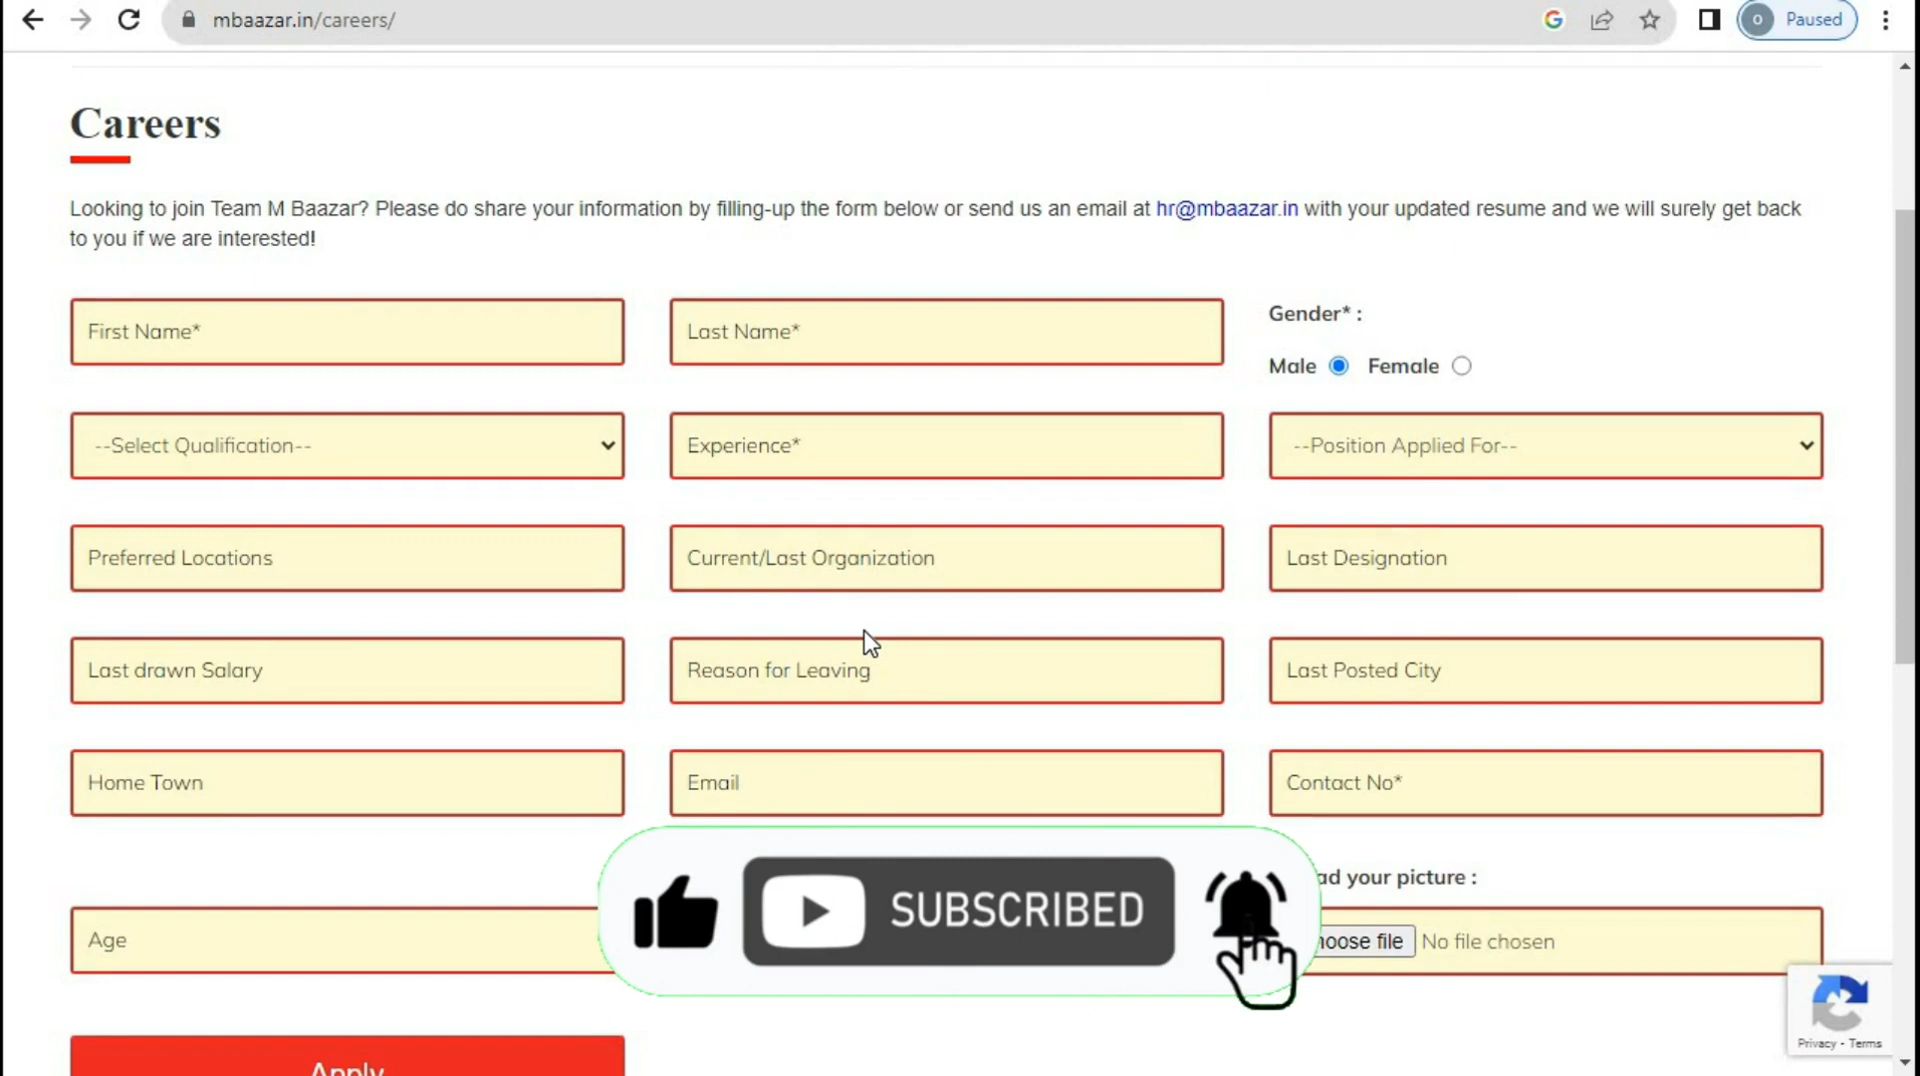 mbaazar.in/careers/
Paused
Careers
Looking to join Team M Baazar? Please do share your information by filling-up the form below or send us an email at hr@mbaazar.in with your updated resume and we will surely get back
to you if we are interested!
First Name*
Last Name*
Gender* :
Male
Female
--Select Qualification--
Experience*
--Position Applied For--
Preferred Locations
Current/Last Organization
Last Designation
Last drawn Salary
Reason for Leaving
Last Posted City
Home Town
Email
Contact No*
ad your picture :
SUBSCRIBED
Age
hoose file No file chosen
Privacy - Terms
Apply